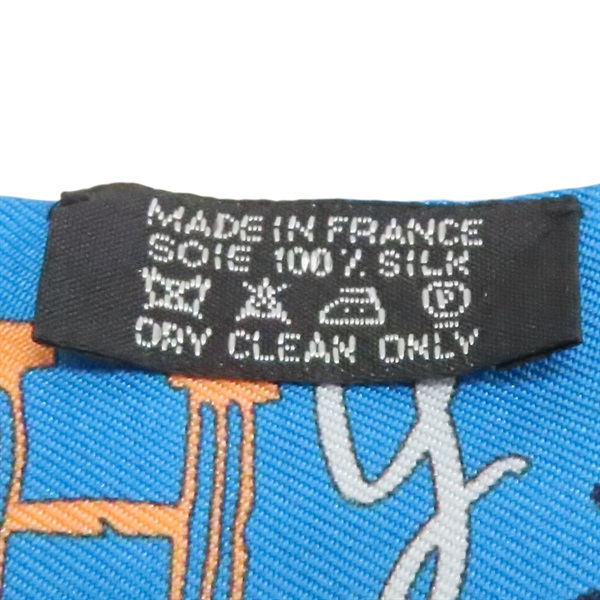 MADE IN FRANCE
SOIE 100% SILK
P
DRY CLEAN ONLY
y